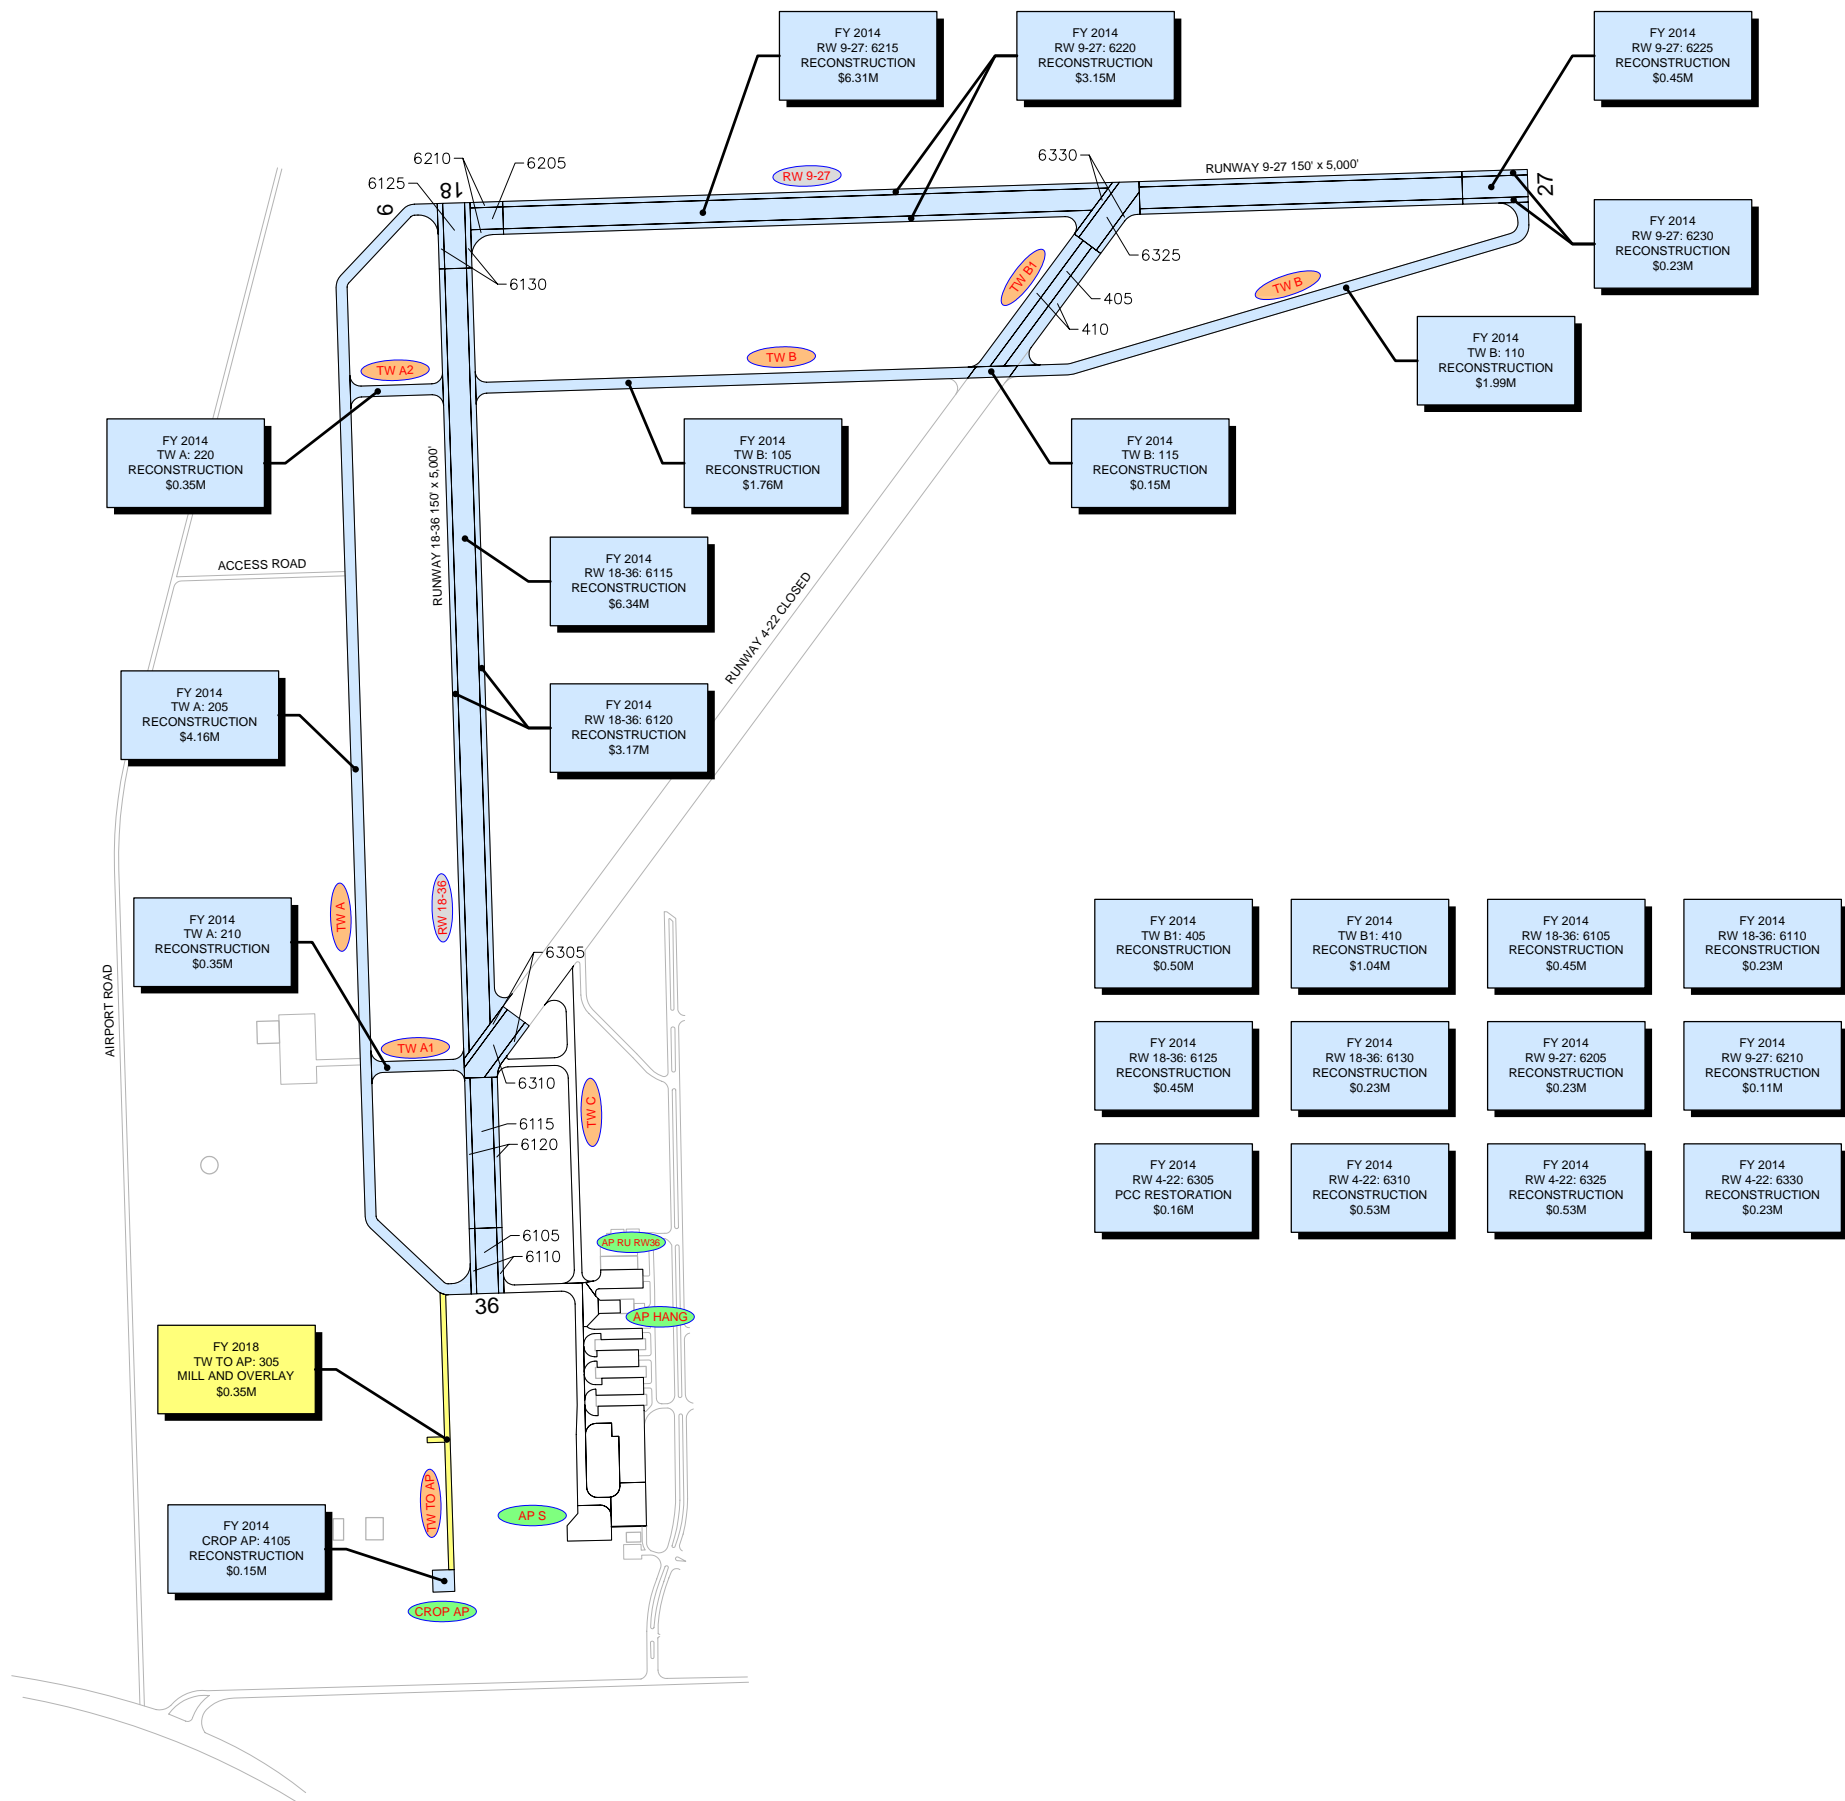 FY 2014
RW 9-27: 6215
RECONSTRUCTION
$6.31M
FY 2014
RW 9-27: 6220
RECONSTRUCTION
$3.15M
FY 2014
RW 9-27: 6225
RECONSTRUCTION
$0.45M
6210
6205
6125
18
9
6130
RW 9-27
6330
RUNWAY 9-27 150' x 5,000'
27
FY 2014
RW 9-27: 6230
RECONSTRUCTION
$0.23M
6325
TW B1
405
410
TW B
FY 2014
TW B: 110
RECONSTRUCTION
$1.99M
TW A2
TW B
FY 2014
TW A: 220
RECONSTRUCTION
$0.35M
FY 2014
TW B: 105
RECONSTRUCTION
$1.76M
FY 2014
TW B: 115
RECONSTRUCTION
$0.15M
RUNWAY 18-36 150' x 5,000'
ACCESS ROAD
FY 2014
RW 18-36: 6115
RECONSTRUCTION
$6.34M
RUNWAY 4-22 CLOSED
FY 2014
TW A: 205
RECONSTRUCTION
$4.16M
FY 2014
RW 18-36: 6120
RECONSTRUCTION
$3.17M
TW A
RW 18-36
FY 2014
TW A: 210
RECONSTRUCTION
$0.35M
6305
AIRPORT ROAD
TW A1
6310
TW C
6115
6120
6105
6110
36
AP RU RW36
AP HANG
FY 2014
TW B1: 405
RECONSTRUCTION
$0.50M
FY 2014
TW B1: 410
RECONSTRUCTION
$1.04M
FY 2014
RW 18-36: 6105
RECONSTRUCTION
$0.45M
FY 2014
RW 18-36: 6110
RECONSTRUCTION
$0.23M
FY 2014
RW 18-36: 6125
RECONSTRUCTION
$0.45M
FY 2014
RW 18-36: 6130
RECONSTRUCTION
$0.23M
FY 2014
RW 9-27: 6205
RECONSTRUCTION
$0.23M
FY 2014
RW 9-27: 6210
RECONSTRUCTION
$0.11M
FY 2014
RW 4-22: 6305
PCC RESTORATION
$0.16M
FY 2014
RW 4-22: 6310
RECONSTRUCTION
$0.53M
FY 2014
RW 4-22: 6325
RECONSTRUCTION
$0.53M
FY 2014
RW 4-22: 6330
RECONSTRUCTION
$0.23M
FY 2018
TW TO AP: 305
MILL AND OVERLAY
$0.35M
TW TO AP
AP S
FY 2014
CROP AP: 4105
RECONSTRUCTION
$0.15M
CROP AP